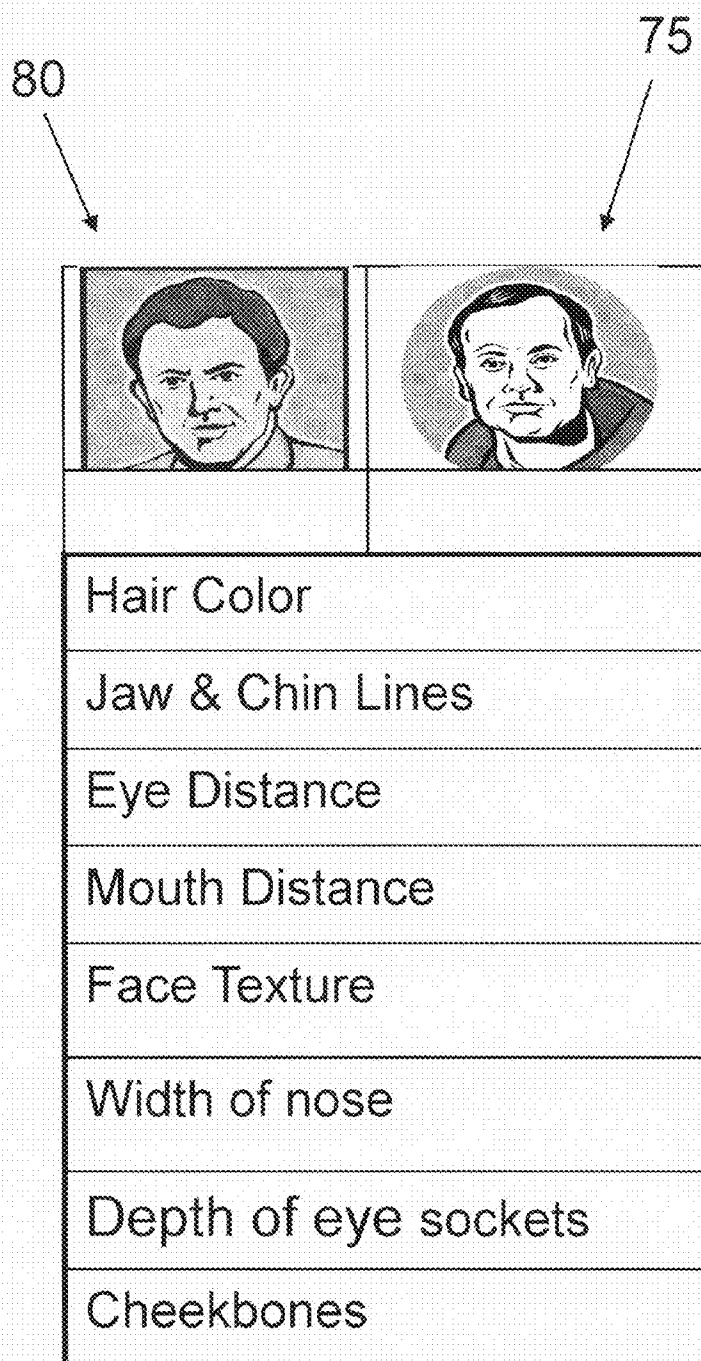 75
80
Hair Color
Jaw & Chin Lines
Eye Distance
Mouth Distance
Face Texture
Width of nose
Depth of eye sockets
Cheekbones